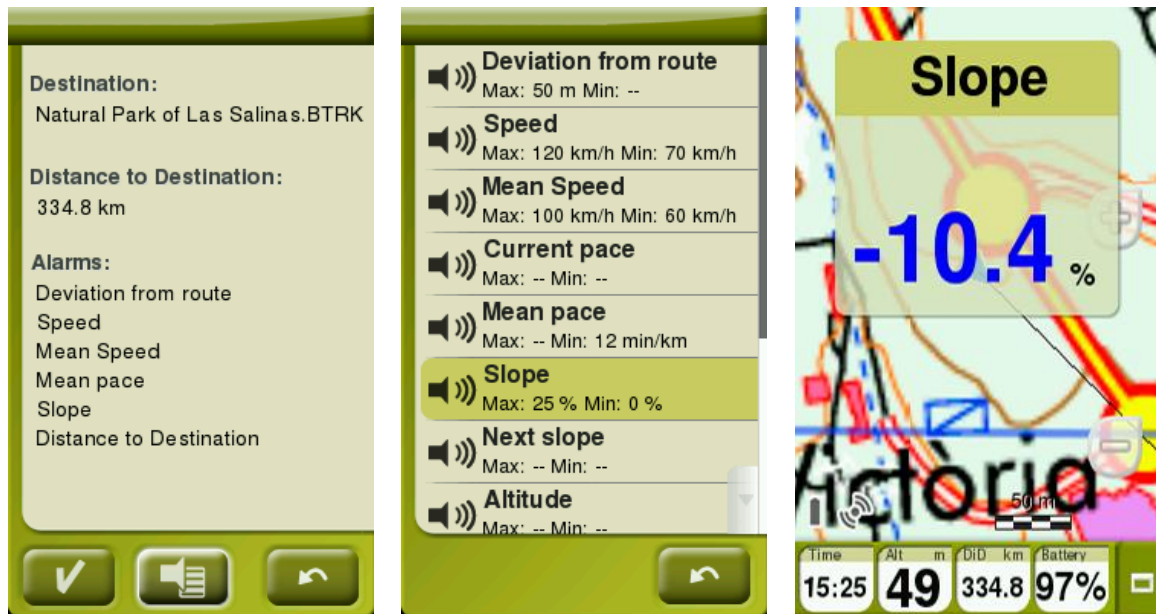 Destination:
Natural Park of Las Salinas.BTRK
Distance to Destination:
334.8 km
Alarms:
Deviation from route
Speed
Mean Speed
Mean pace
Slope
Distance to Destination
Deviation from route
Max: 50 m Min: --
Speed
Max: 120 km/h Min: 70 km/h
Mean Speed
Max: 100 km/h Min: 60 km/h
Current pace
Max: -- Min: --
Mean pace
Max: -- Min: 12 min/km
Slope
Max: 25 % Min: 0 %
Next slope
Max: -- Min: --
Altitude
Max: -- Min: --
Slope
-10.4 %
Victòria
50 m
Time Alt m DiD km Battery
15:25 49 334.8 97%